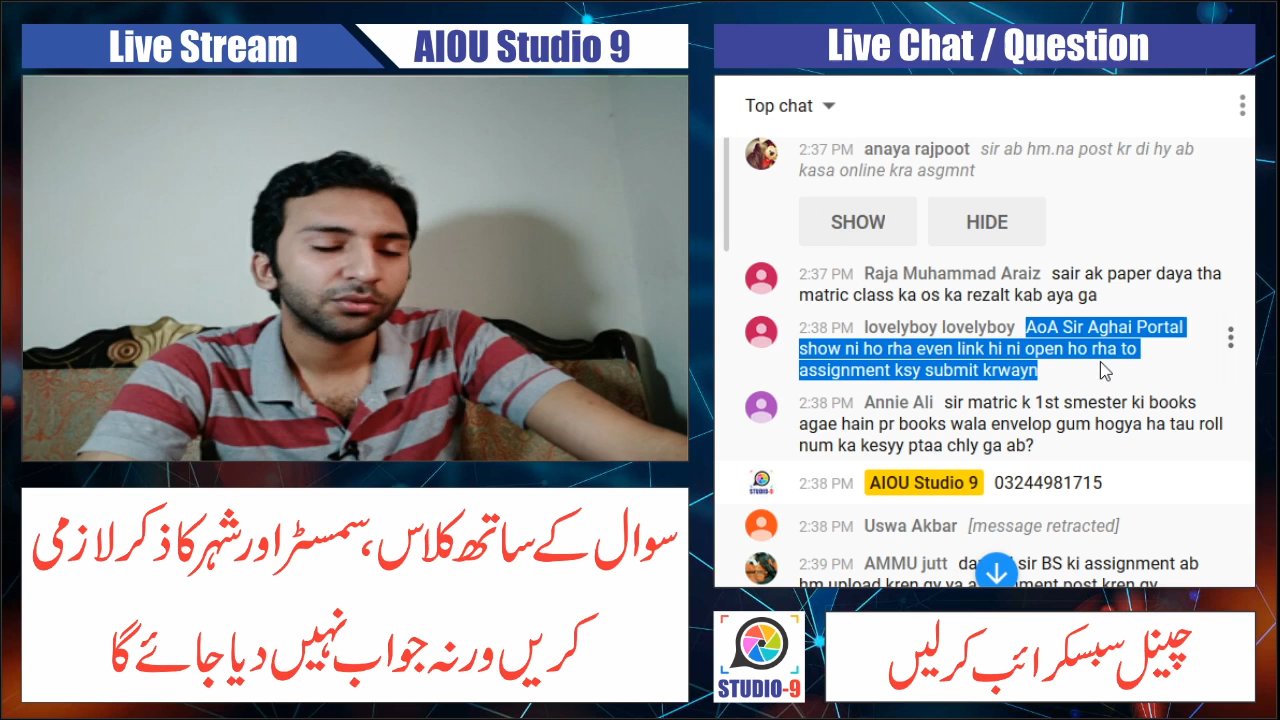 Live Stream
AIOU Studio 9
Live Chat / Question
Top chat
2:37 PM anaya rajpoot sir ab hm.na post kr di hy ab
kasa online kra asgmnt
SHOW
HIDE
2:37 PM Raja Muhammad Araiz sair ak paper daya tha
matric class ka os ka rezalt kab aya ga
2:38 PM lovelyboy lovelyboy AoA Sir Aghai Portal
show ni ho rha even link hi ni open ho rha to
assignment ksy submit krwayn
2:38 PM Annie Ali sir matric k 1st smester ki books
agae hain pr books wala envelop gum hogya ha tau roll
num ka kesyy ptaa chly ga ab?
2:38 PM AIOU Studio 9 03244981715
2:38 PM Uswa Akbar [message retracted]
2:39 PM AMMU jutt sir BS ki assignment ab
hm upload kren gy ya post kren gy
سوال کے ساتھ کلاس، سمسٹر اور شہر کا ذکر لازمی
کریں ورنہ جواب نہیں دیا جائے گا
STUDIO-9
چینل سبسکرائب کر لیں